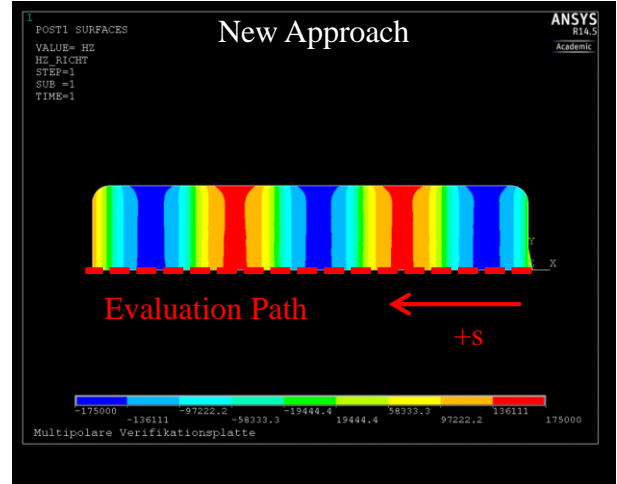 1
POST1 SURFACES
VALUE= HZ
HZ_RICHT
STEP=1
SUB =1
TIME=1
New Approach
ANSYS
R14.5
Academic
Y
X
Evaluation Path
+s
-175000 -97222.2 -19444.4 58333.3 136111
-136111 -58333.3 19444.4 97222.2 175000
Multipolare Verifikationsplatte